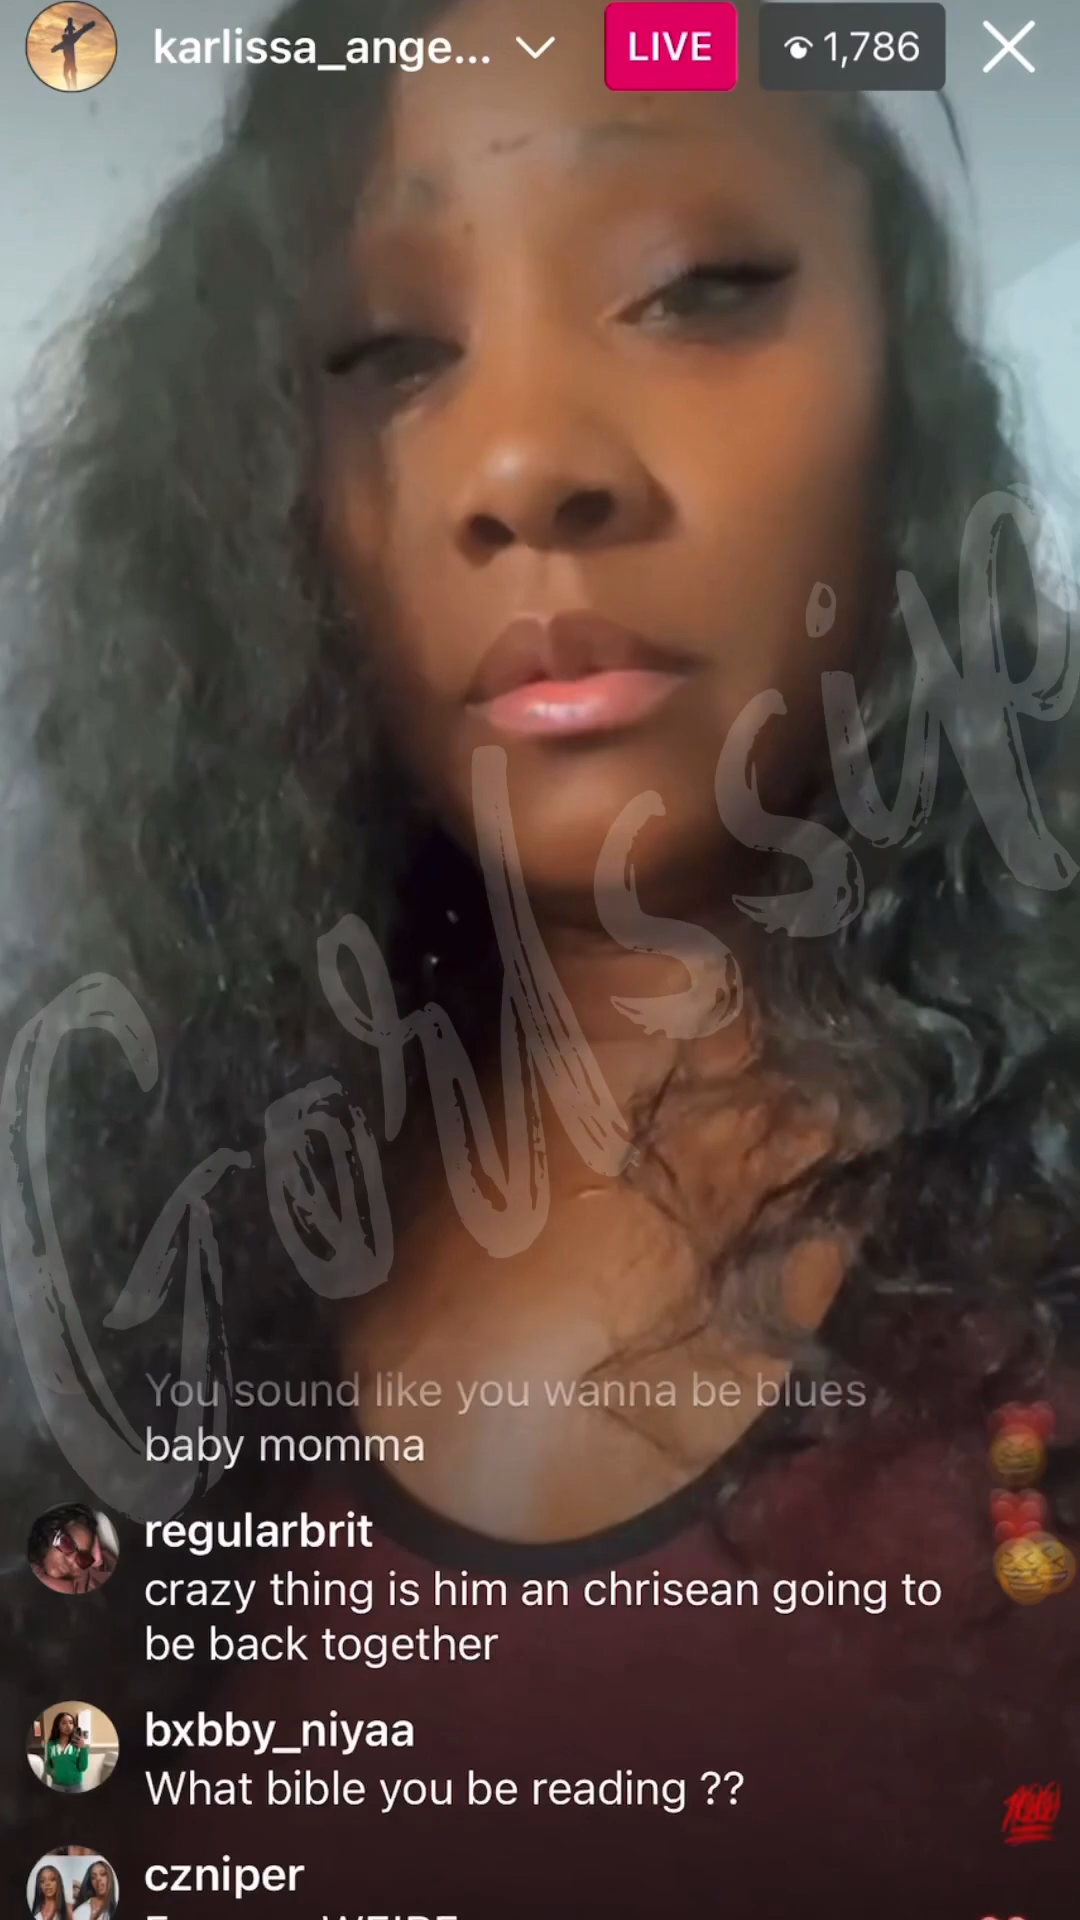 karlissa_ange...
LIVE
1,786
Gorlssip
You sound like you wanna be blues
baby momma
regularbrit
crazy thing is him an chrisean going to
be back together
bxbby_niyaa
What bible you be reading ??
czniper